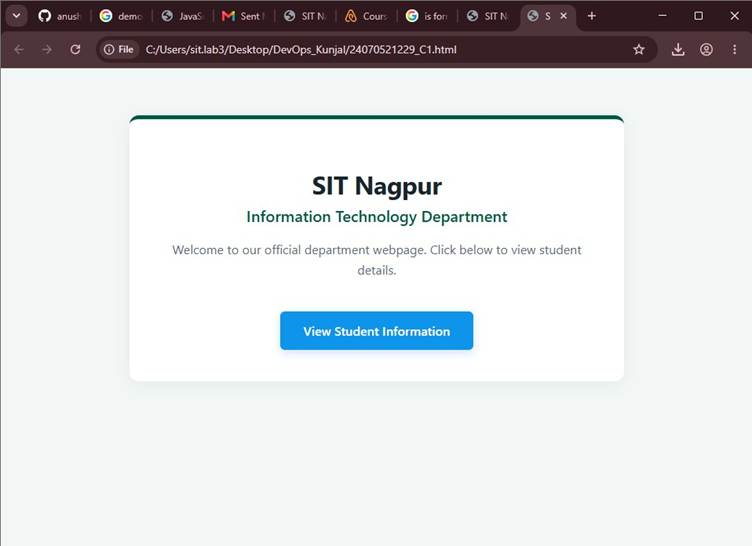 anush
demo
JavaS
Sent
SIT N
Cours
is for
SIT N
S
File
C:/Users/sit.lab3/Desktop/DevOps_Kunjal/24070521229_C1.html
SIT Nagpur
Information Technology Department
Welcome to our official department webpage. Click below to view student
details.
View Student Information